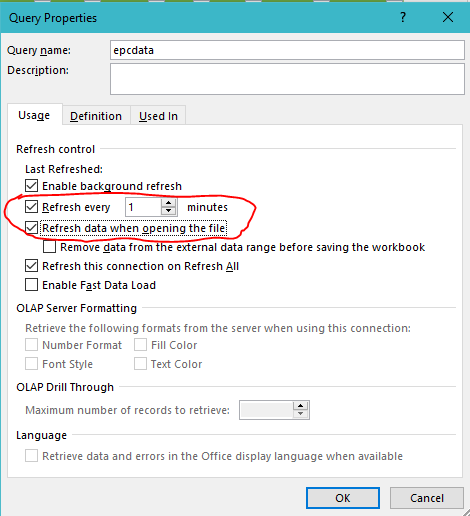 Query Properties ? ×
Query name: epcdata
Description:
Usage Definition Used In
Refresh control
Last Refreshed:
Enable background refresh
Refresh every 1 minutes
Refresh data when opening the file
Remove data from the external data range before saving the workbook
Refresh this connection on Refresh All
Enable Fast Data Load
OLAP Server Formatting
Retrieve the following formats from the server when using this connection:
Number Format Fill Color
Font Style Text Color
OLAP Drill Through
Maximum number of records to retrieve:
Language
Retrieve data and errors in the Office display language when available
OK Cancel